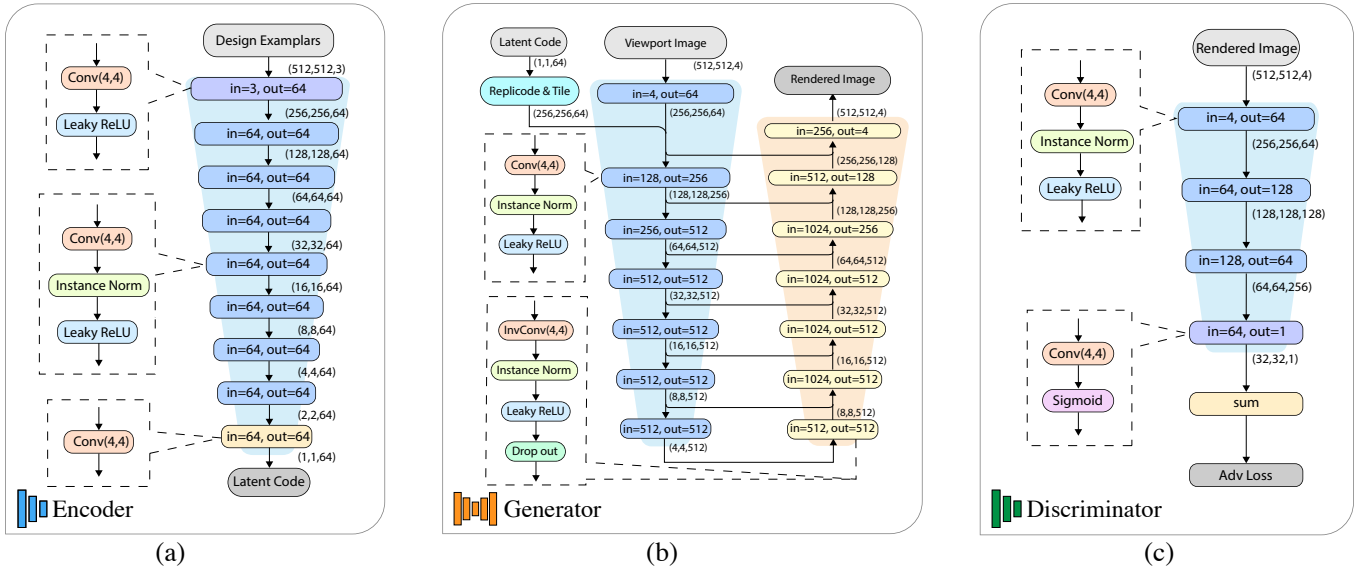 Design Examplars
(512,512,3)
Conv(4,4)
in=3, out=64
Leaky ReLU
(256,256,64)
in=64, out=64
(128,128,64)
in=64, out=64
(64,64,64)
in=64, out=64
Conv(4,4)
(32,32,64)
in=64, out=64
Instance Norm
(16,16,64)
in=64, out=64
Leaky ReLU
(8,8,64)
in=64, out=64
(4,4,64)
in=64, out=64
(2,2,64)
Conv(4,4)
in=64, out=64
(1,1,64)
Latent Code
Encoder
(a)
Latent Code
Viewport Image
(1,1,64)
(512,512,4)
Rendered Image
Replicode & Tile
in=4, out=64
(256,256,64)
(256,256,64)
(512,512,4)
in=256, out=4
Conv(4,4)
(256,256,128)
in=128, out=256
in=512, out=128
Instance Norm
(128,128,256)
(128,128,256)
in=256, out=512
in=1024, out=256
Leaky ReLU
(64,64,512)
(64,64,512)
in=512, out=512
in=1024, out=512
(32,32,512)
(32,32,512)
InvConv(4,4)
in=512, out=512
in=1024, out=512
(16,16,512)
(16,16,512)
Instance Norm
in=512, out=512
in=1024, out=512
(8,8,512)
(8,8,512)
Leaky ReLU
in=512, out=512
in=512, out=512
Drop out
(4,4,512)
Generator
(b)
Rendered Image
(512,512,4)
Conv(4,4)
in=4, out=64
Instance Norm
(256,256,64)
Leaky ReLU
in=64, out=128
(128,128,128)
in=128, out=64
(64,64,256)
in=64, out=1
Conv(4,4)
(32,32,1)
Sigmoid
sum
Adv Loss
Discriminator
(c)